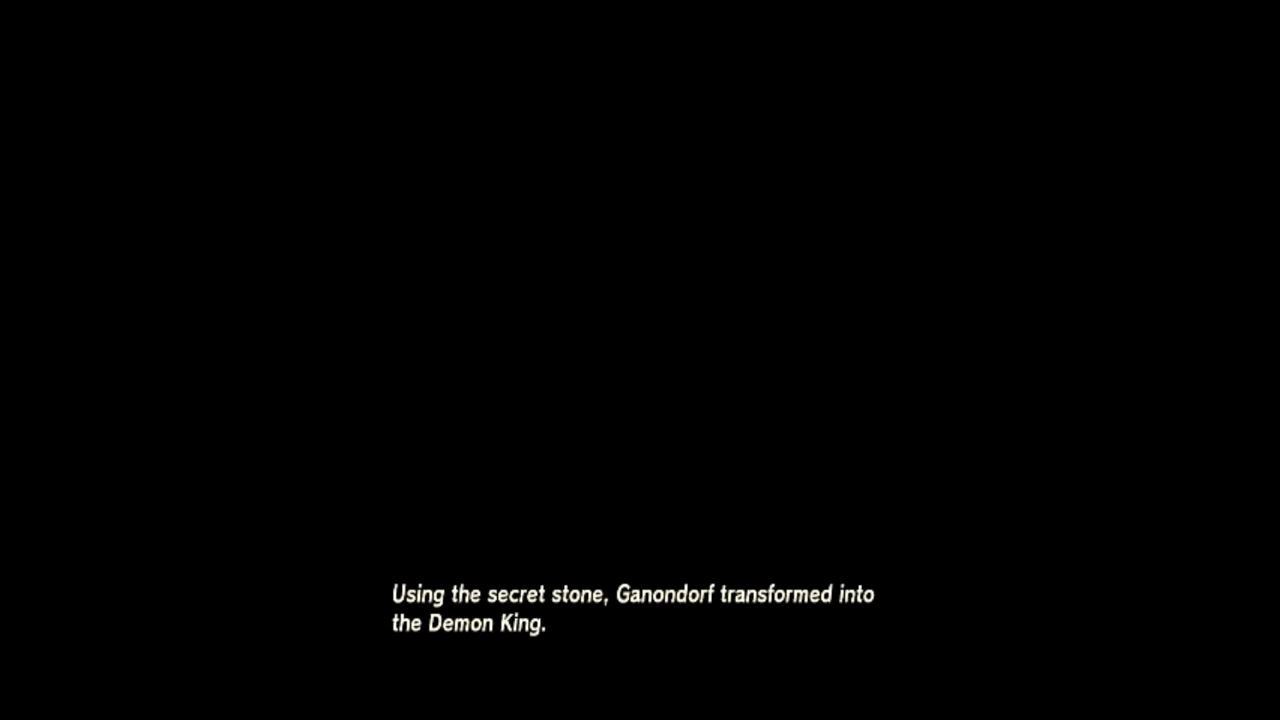 Using the secret stone, Ganondorf transformed into
the Demon King.